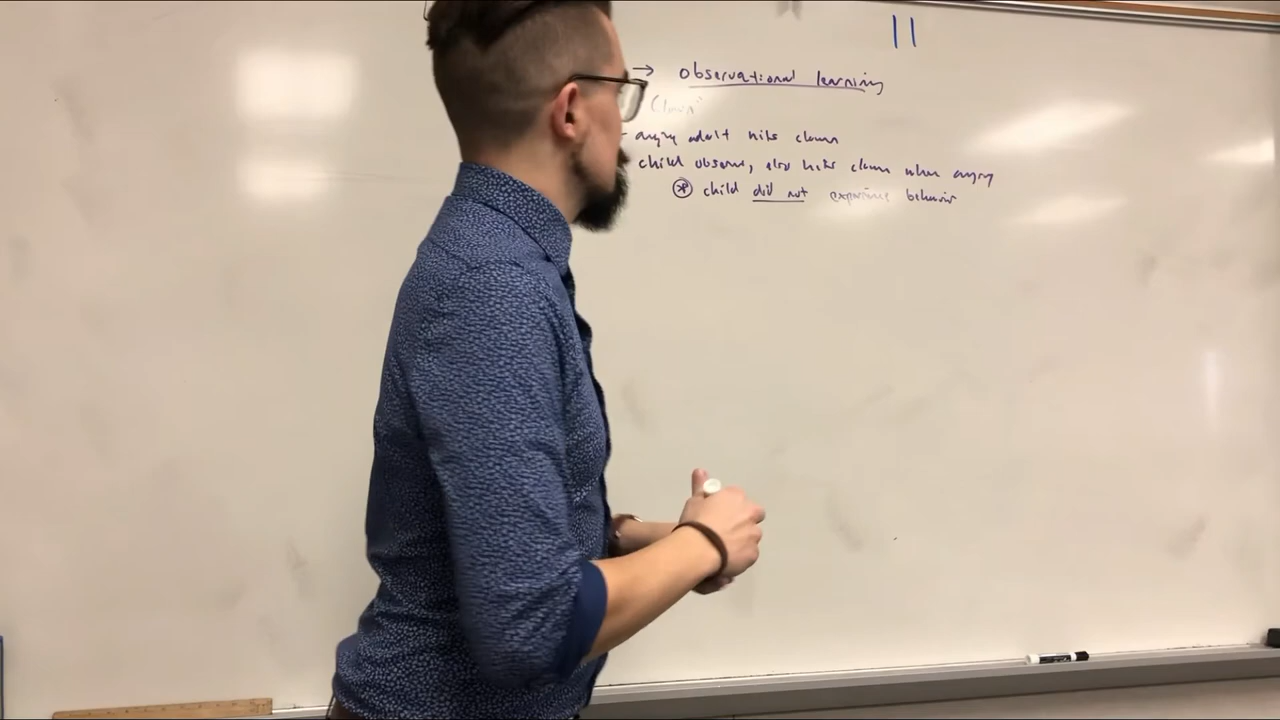 11
→ observational learning
Clown"
- angry adult hits clown
child observes, also hits clown when angry
⊛ child did not experience behavior